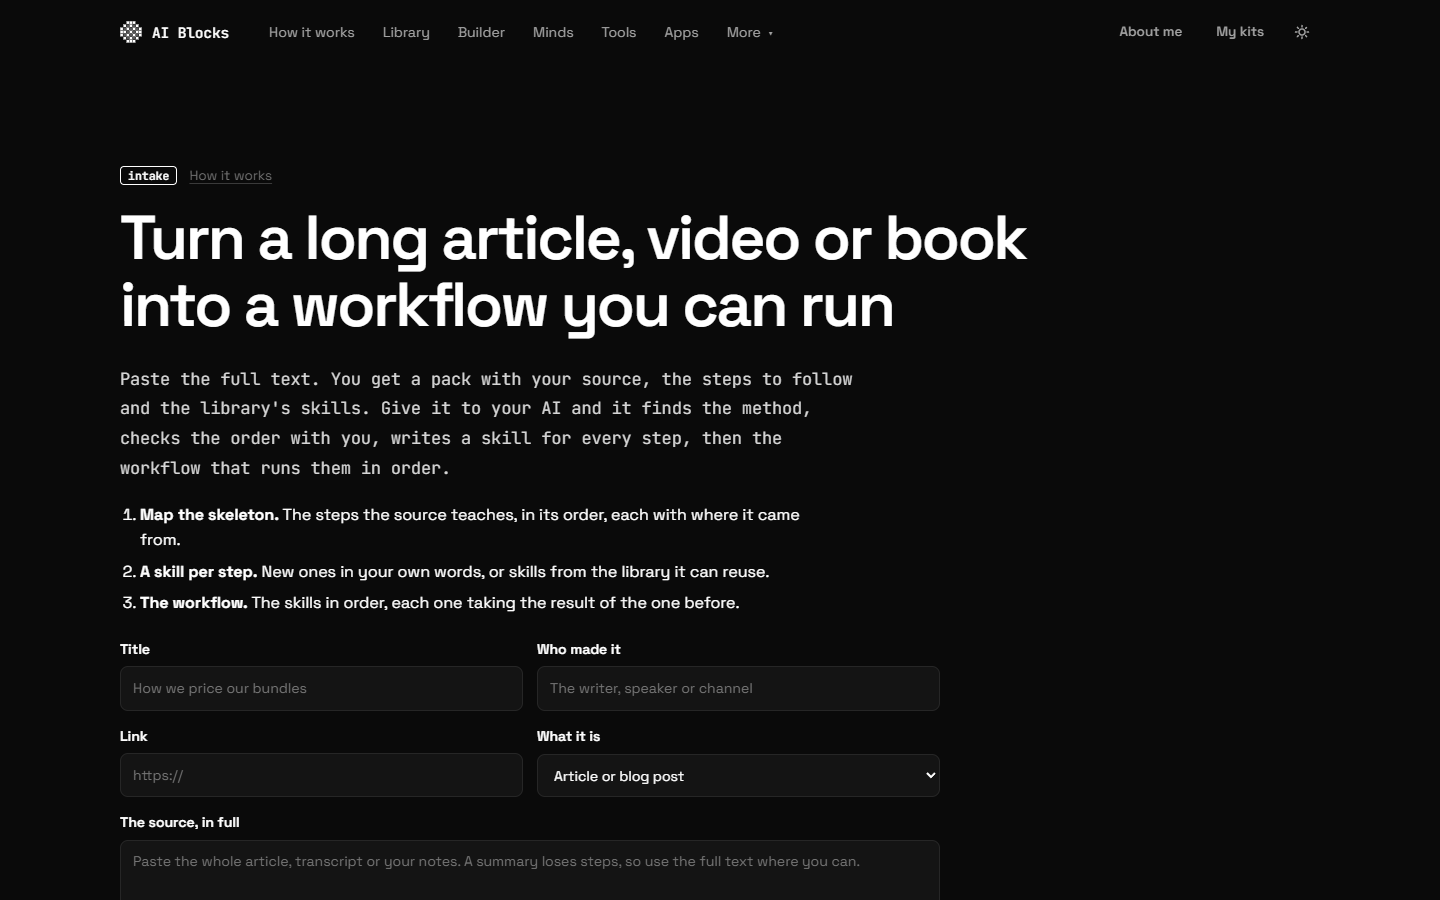 AI Blocks
How it works
Library
Builder
Minds
Tools
Apps
More ▾
About me
My kits
intake
How it works
Turn a long article, video or book
into a workflow you can run
Paste the full text. You get a pack with your source, the steps to follow
and the library's skills. Give it to your AI and it finds the method,
checks the order with you, writes a skill for every step, then the
workflow that runs them in order.
1. Map the skeleton. The steps the source teaches, in its order, each with where it came
from.
2. A skill per step. New ones in your own words, or skills from the library it can reuse.
3. The workflow. The skills in order, each one taking the result of the one before.
Title
Who made it
How we price our bundles
The writer, speaker or channel
Link
What it is
https://
Article or blog post
The source, in full
Paste the whole article, transcript or your notes. A summary loses steps, so use the full text where you can.